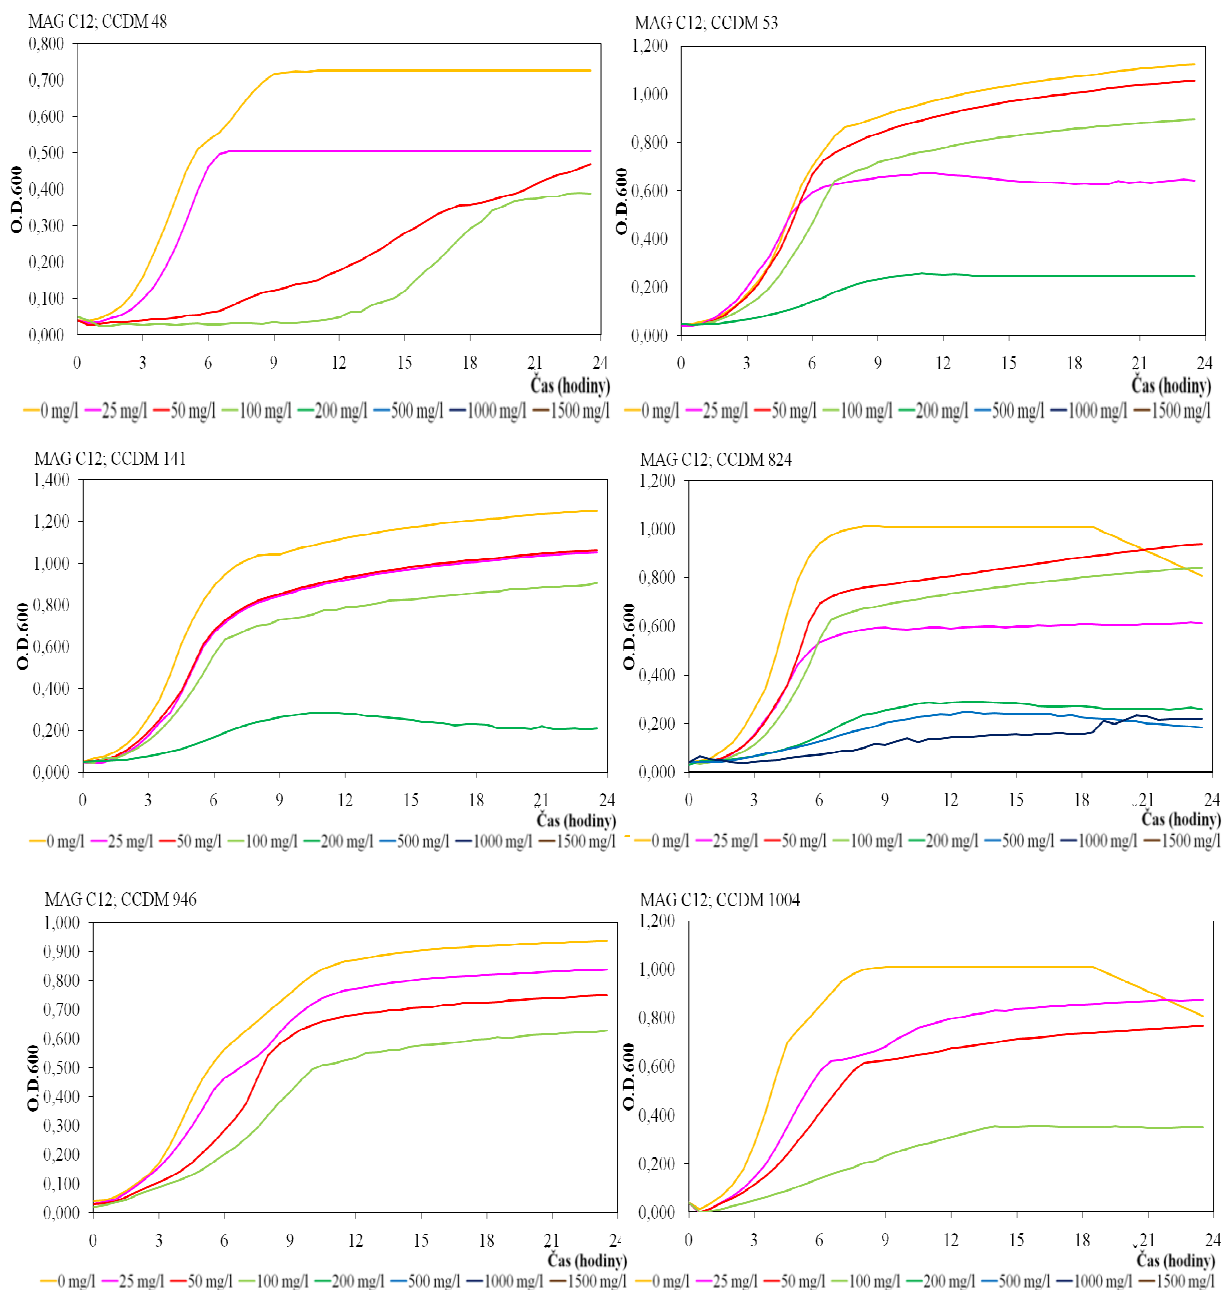 MAG C12; CCDM 48
0,800
0,700
0,600
0,500
0,400
0,300
0,200
0,100
0,000
O.D.600
0 3 6 9 12 15 18 21 24
Čas (hodiny)
0 mg/l 25 mg/l 50 mg/l 100 mg/l 200 mg/l 500 mg/l 1000 mg/l 1500 mg/l
MAG C12; CCDM 53
1,200
1,000
0,800
0,600
0,400
0,200
0,000
O.D.600
0 3 6 9 12 15 18 21 24
Čas (hodiny)
0 mg/l 25 mg/l 50 mg/l 100 mg/l 200 mg/l 500 mg/l 1000 mg/l 1500 mg/l
MAG C12; CCDM 141
1,400
1,200
1,000
0,800
0,600
0,400
0,200
0,000
O.D.600
0 3 6 9 12 15 18 21 24
Čas (hodiny)
0 mg/l 25 mg/l 50 mg/l 100 mg/l 200 mg/l 500 mg/l 1000 mg/l 1500 mg/l
MAG C12; CCDM 824
1,200
1,000
0,800
0,600
0,400
0,200
0,000
O.D.600
0 3 6 9 12 15 18 21 24
Čas (hodiny)
0 mg/l 25 mg/l 50 mg/l 100 mg/l 200 mg/l 500 mg/l 1000 mg/l 1500 mg/l
MAG C12; CCDM 946
1,000
0,900
0,800
0,700
0,600
0,500
0,400
0,300
0,200
0,100
0,000
O.D.600
0 3 6 9 12 15 18 21 24
Čas (hodiny)
0 mg/l 25 mg/l 50 mg/l 100 mg/l 200 mg/l 500 mg/l 1000 mg/l 1500 mg/l
MAG C12; CCDM 1004
1,200
1,000
0,800
0,600
0,400
0,200
0,000
O.D.600
0 3 6 9 12 15 18 21 24
Čas (hodiny)
0 mg/l 25 mg/l 50 mg/l 100 mg/l 200 mg/l 500 mg/l 1000 mg/l 1500 mg/l